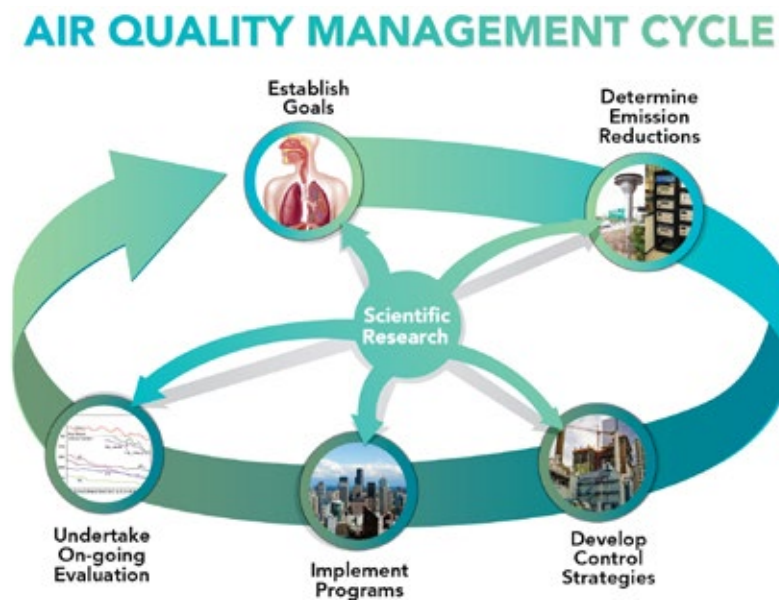 AIR QUALITY MANAGEMENT CYCLE
Establish
Goals
Determine
Emission
Reductions
Scientific
Research
Undertake
On-going
Evaluation
Implement
Programs
Develop
Control
Strategies